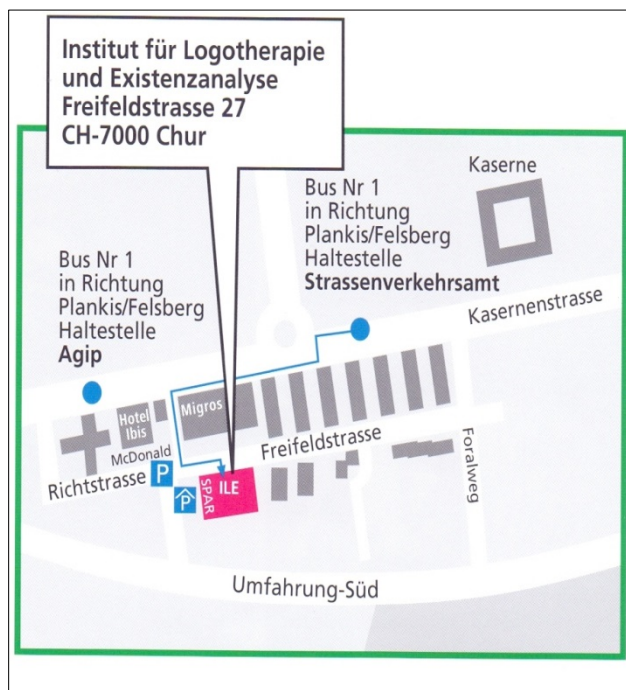 Institut für Logotherapie
und Existenzanalyse
Freifeldstrasse 27
CH-7000 Chur
Kaserne
Bus Nr 1
in Richtung
Plankis/Felsberg
Haltestelle
Strassenverkehrsamt
Bus Nr 1
in Richtung
Plankis/Felsberg
Haltestelle
Agip
Kasernenstrasse
Migros
Hotel
Ibis
McDonald
Freifeldstrasse
Foralweg
Richtstrasse
P
P
SPAR
ILE
Umfahrung-Süd